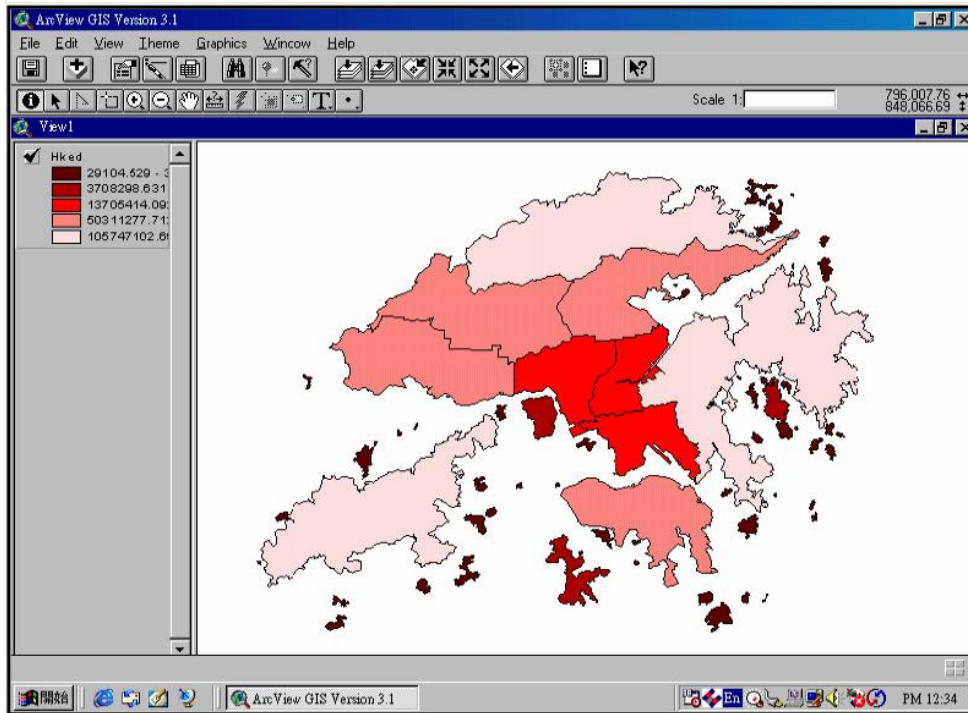 ArcView GIS Version 3.1
File Edit View Theme Graphics Wincow Help
Scale 1:
796,007.76
848,066.69
View1
Hked
29104.529 - 3
3708298.631
13705414.09
50311277.71
105747102.6
開始
ArcView GIS Version 3.1
En
PM 12:34